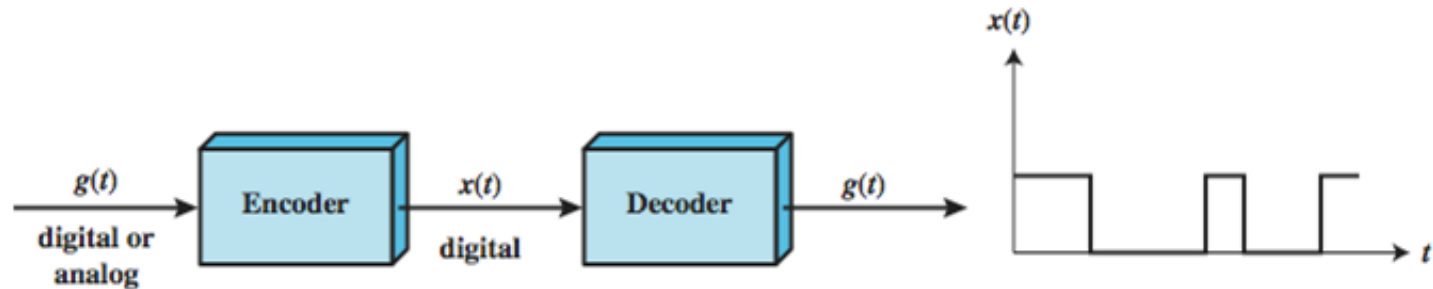 g(t)
digital or
analog
Encoder
x(t)
digital
Decoder
g(t)
x(t)
t